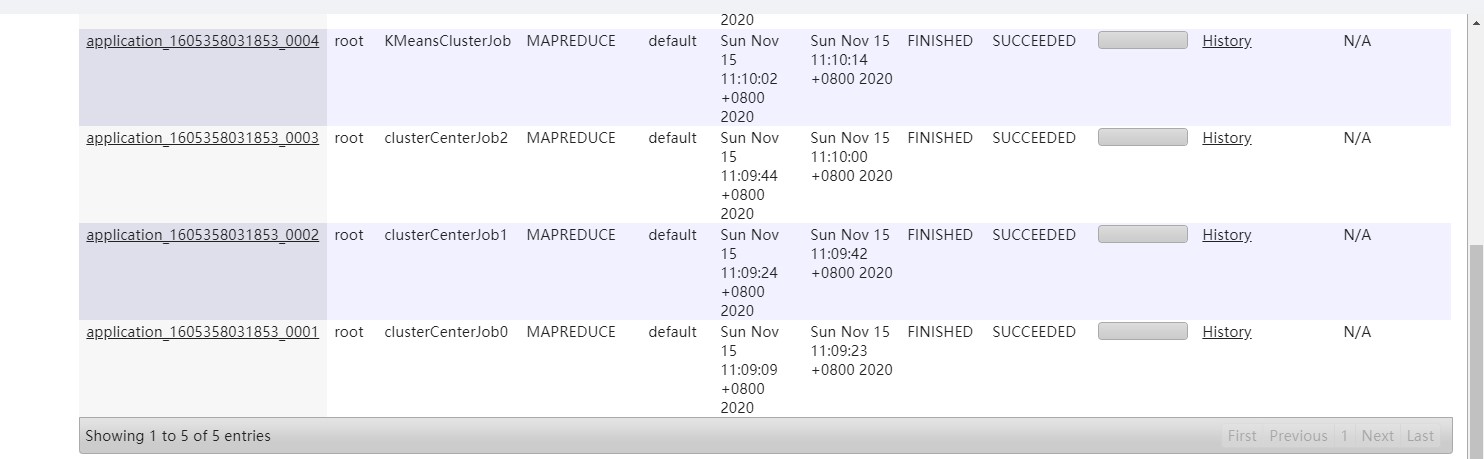 2020
application_1605358031853_0004 root KMeansClusterJob MAPREDUCE default Sun Nov Sun Nov 15 FINISHED SUCCEEDED History N/A
15 11:10:14
11:10:02 +0800 2020
+0800
2020
application_1605358031853_0003 root clusterCenterJob2 MAPREDUCE default Sun Nov Sun Nov 15 FINISHED SUCCEEDED History N/A
15 11:10:00
11:09:44 +0800 2020
+0800
2020
application_1605358031853_0002 root clusterCenterJob1 MAPREDUCE default Sun Nov Sun Nov 15 FINISHED SUCCEEDED History N/A
15 11:09:42
11:09:24 +0800 2020
+0800
2020
application_1605358031853_0001 root clusterCenterJob0 MAPREDUCE default Sun Nov Sun Nov 15 FINISHED SUCCEEDED History N/A
15 11:09:23
11:09:09 +0800 2020
+0800
2020
Showing 1 to 5 of 5 entries First Previous 1 Next Last